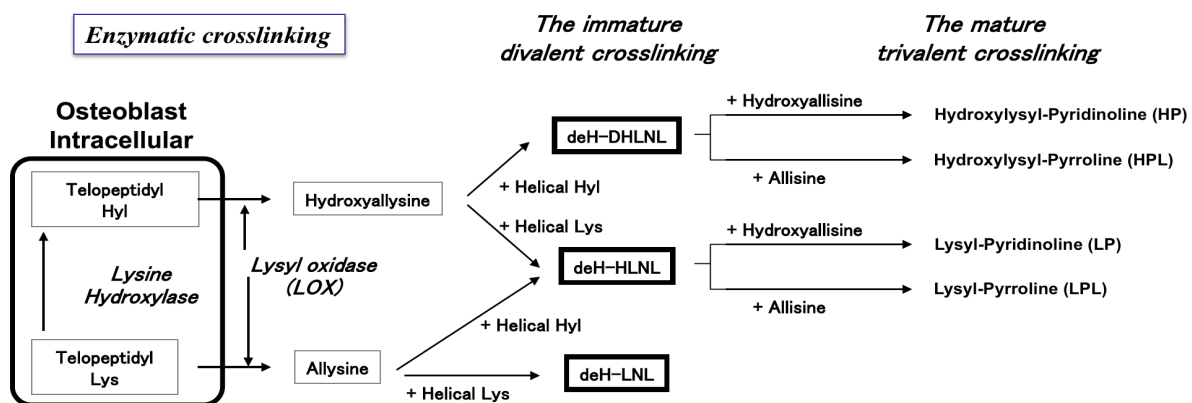 Enzymatic crosslinking
The immature
divalent crosslinking
The mature
trivalent crosslinking
Osteoblast
Intracellular
Telopeptidyl
Hyl
Lysine
Hydroxylase
Telopeptidyl
Lys
Lysyl oxidase
(LOX)
Hydroxyallysine
Allysine
+ Helical Hyl
+ Helical Lys
+ Helical Hyl
+ Helical Lys
deH-DHLNL
deH-HLNL
deH-LNL
+ Hydroxyallisine
+ Allisine
+ Hydroxyallisine
+ Allisine
Hydroxylysyl-Pyridinoline (HP)
Hydroxylysyl-Pyrroline (HPL)
Lysyl-Pyridinoline (LP)
Lysyl-Pyrroline (LPL)